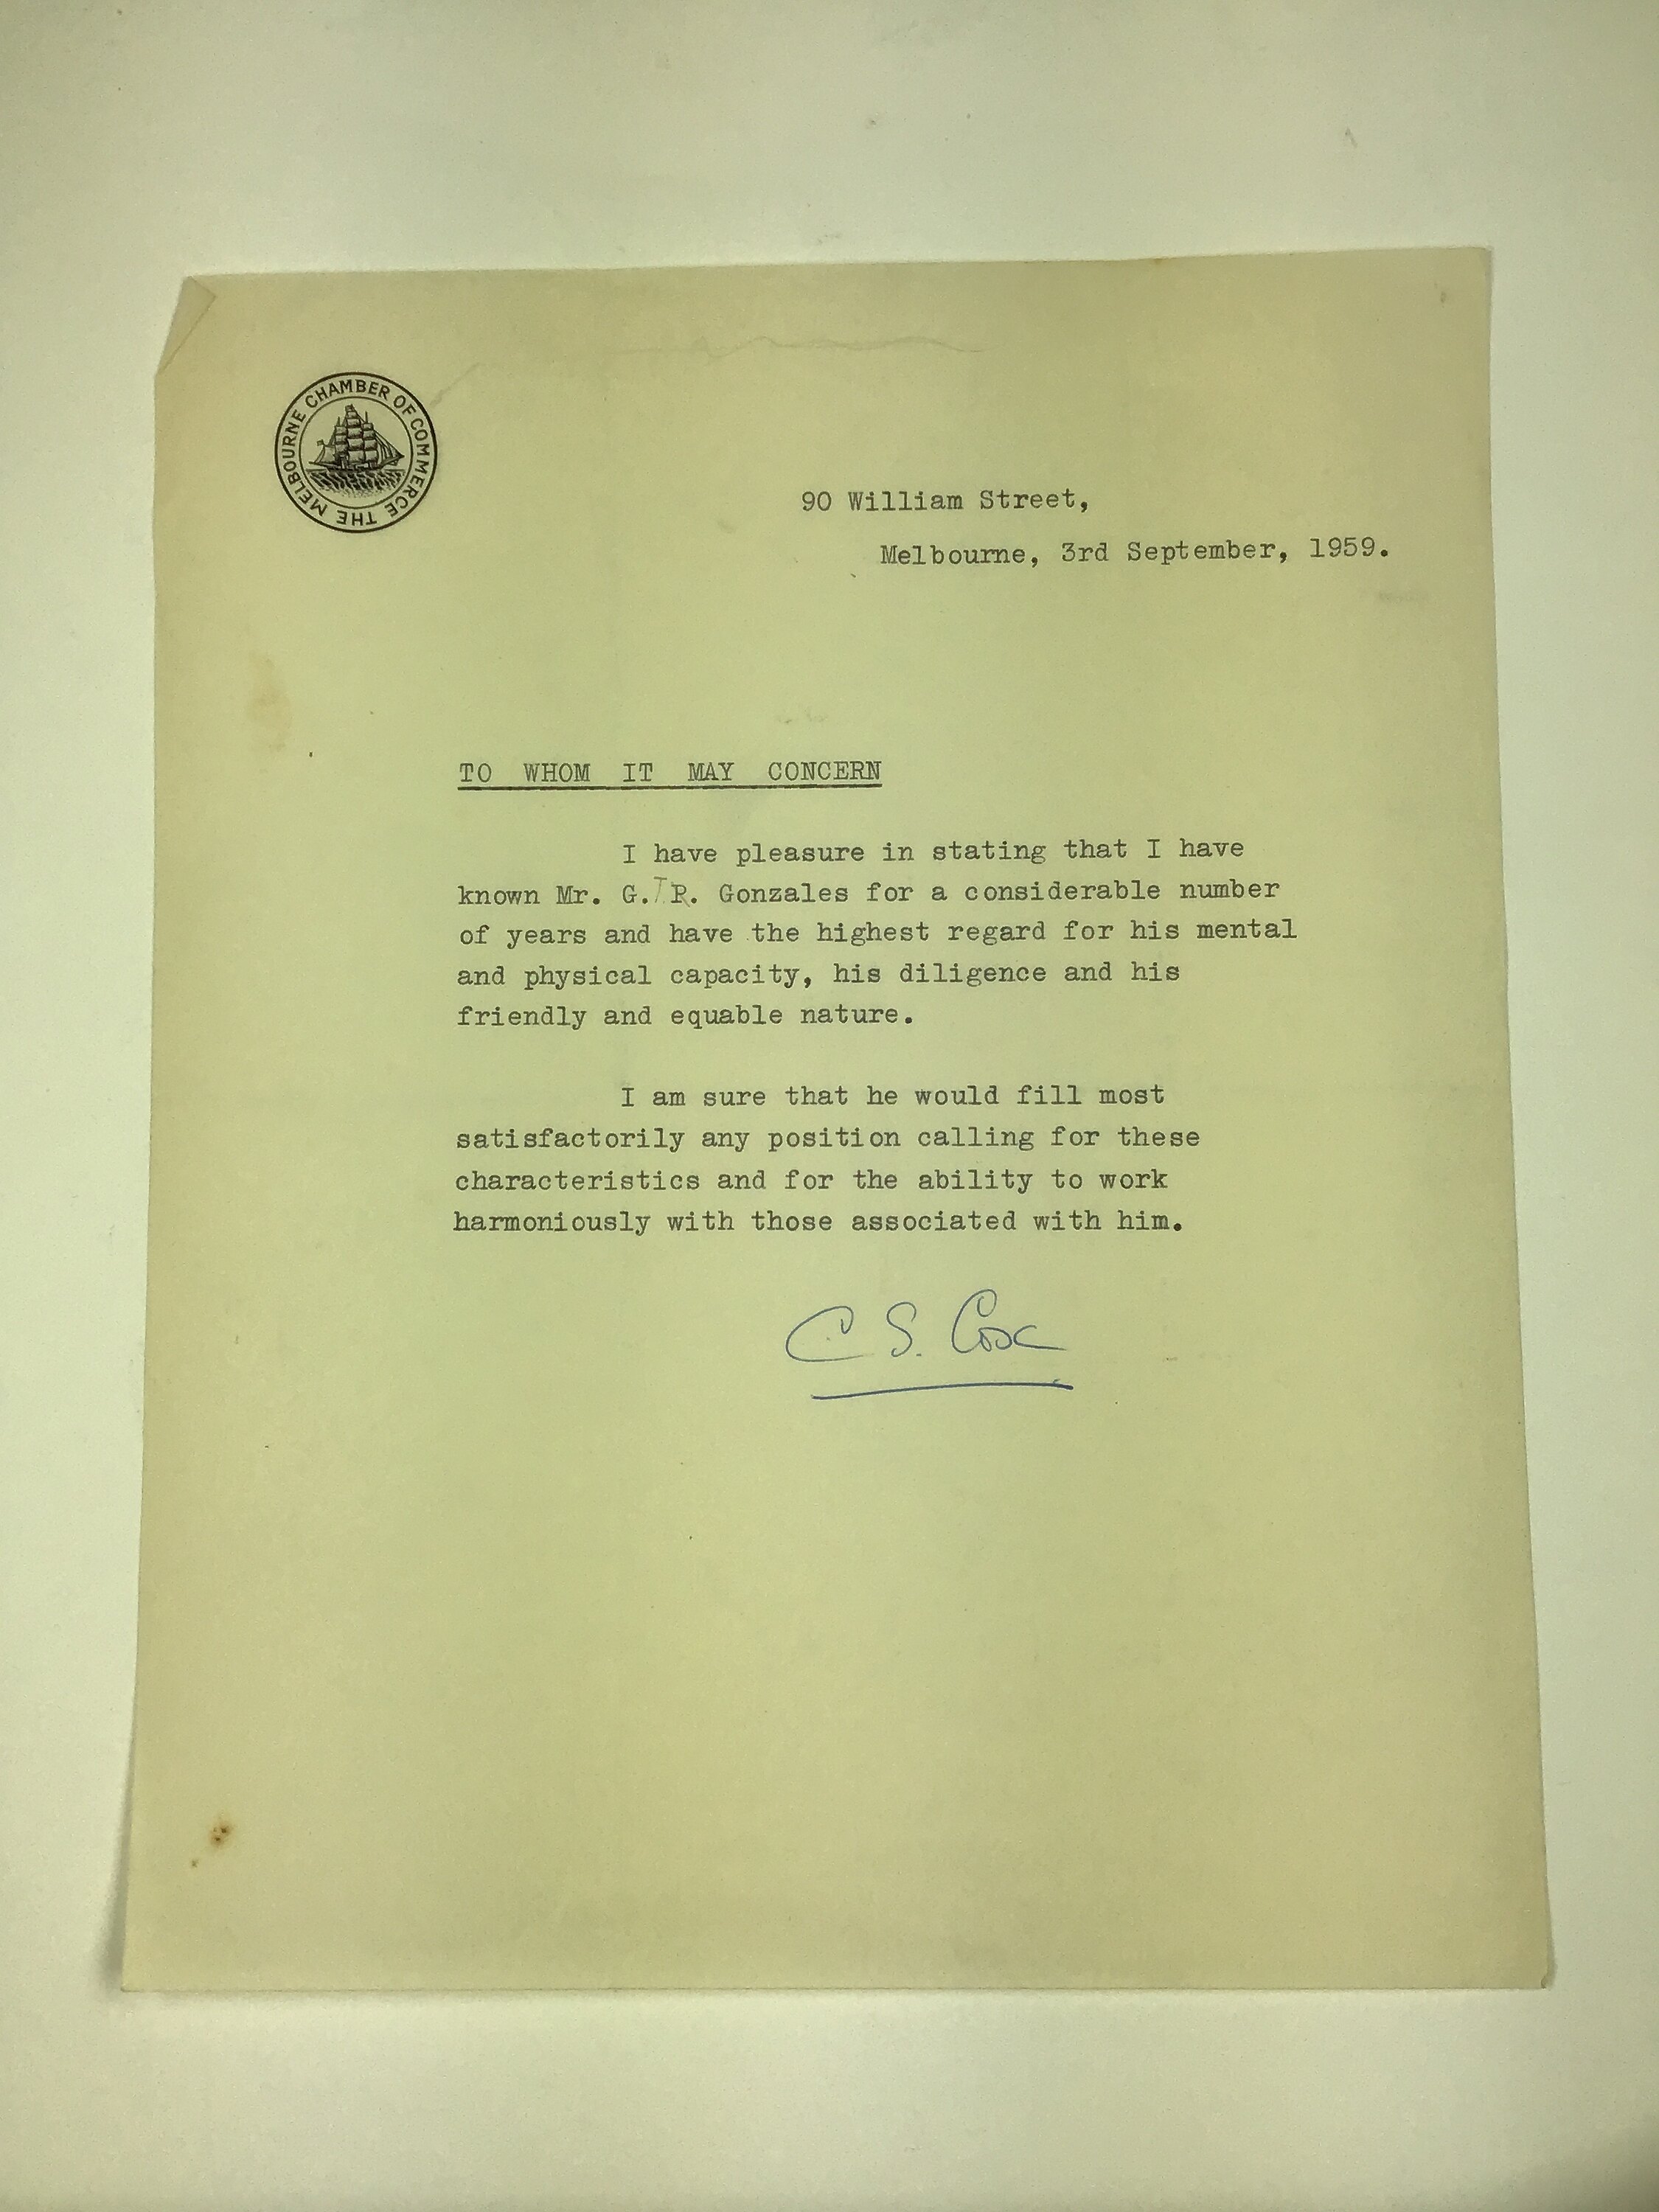 THE MELBOURNE CHAMBER OF COMMERCE
90 William Street,
Melbourne, 3rd September, 1959.
TO WHOM IT MAY CONCERN
I have pleasure in stating that I have
known Mr. G.T R. Gonzales for a considerable number
of years and have the highest regard for his mental
and physical capacity, his diligence and his
friendly and equable nature.
I am sure that he would fill most
satisfactorily any position calling for these
characteristics and for the ability to work
harmoniously with those associated with him.
C S. Cox